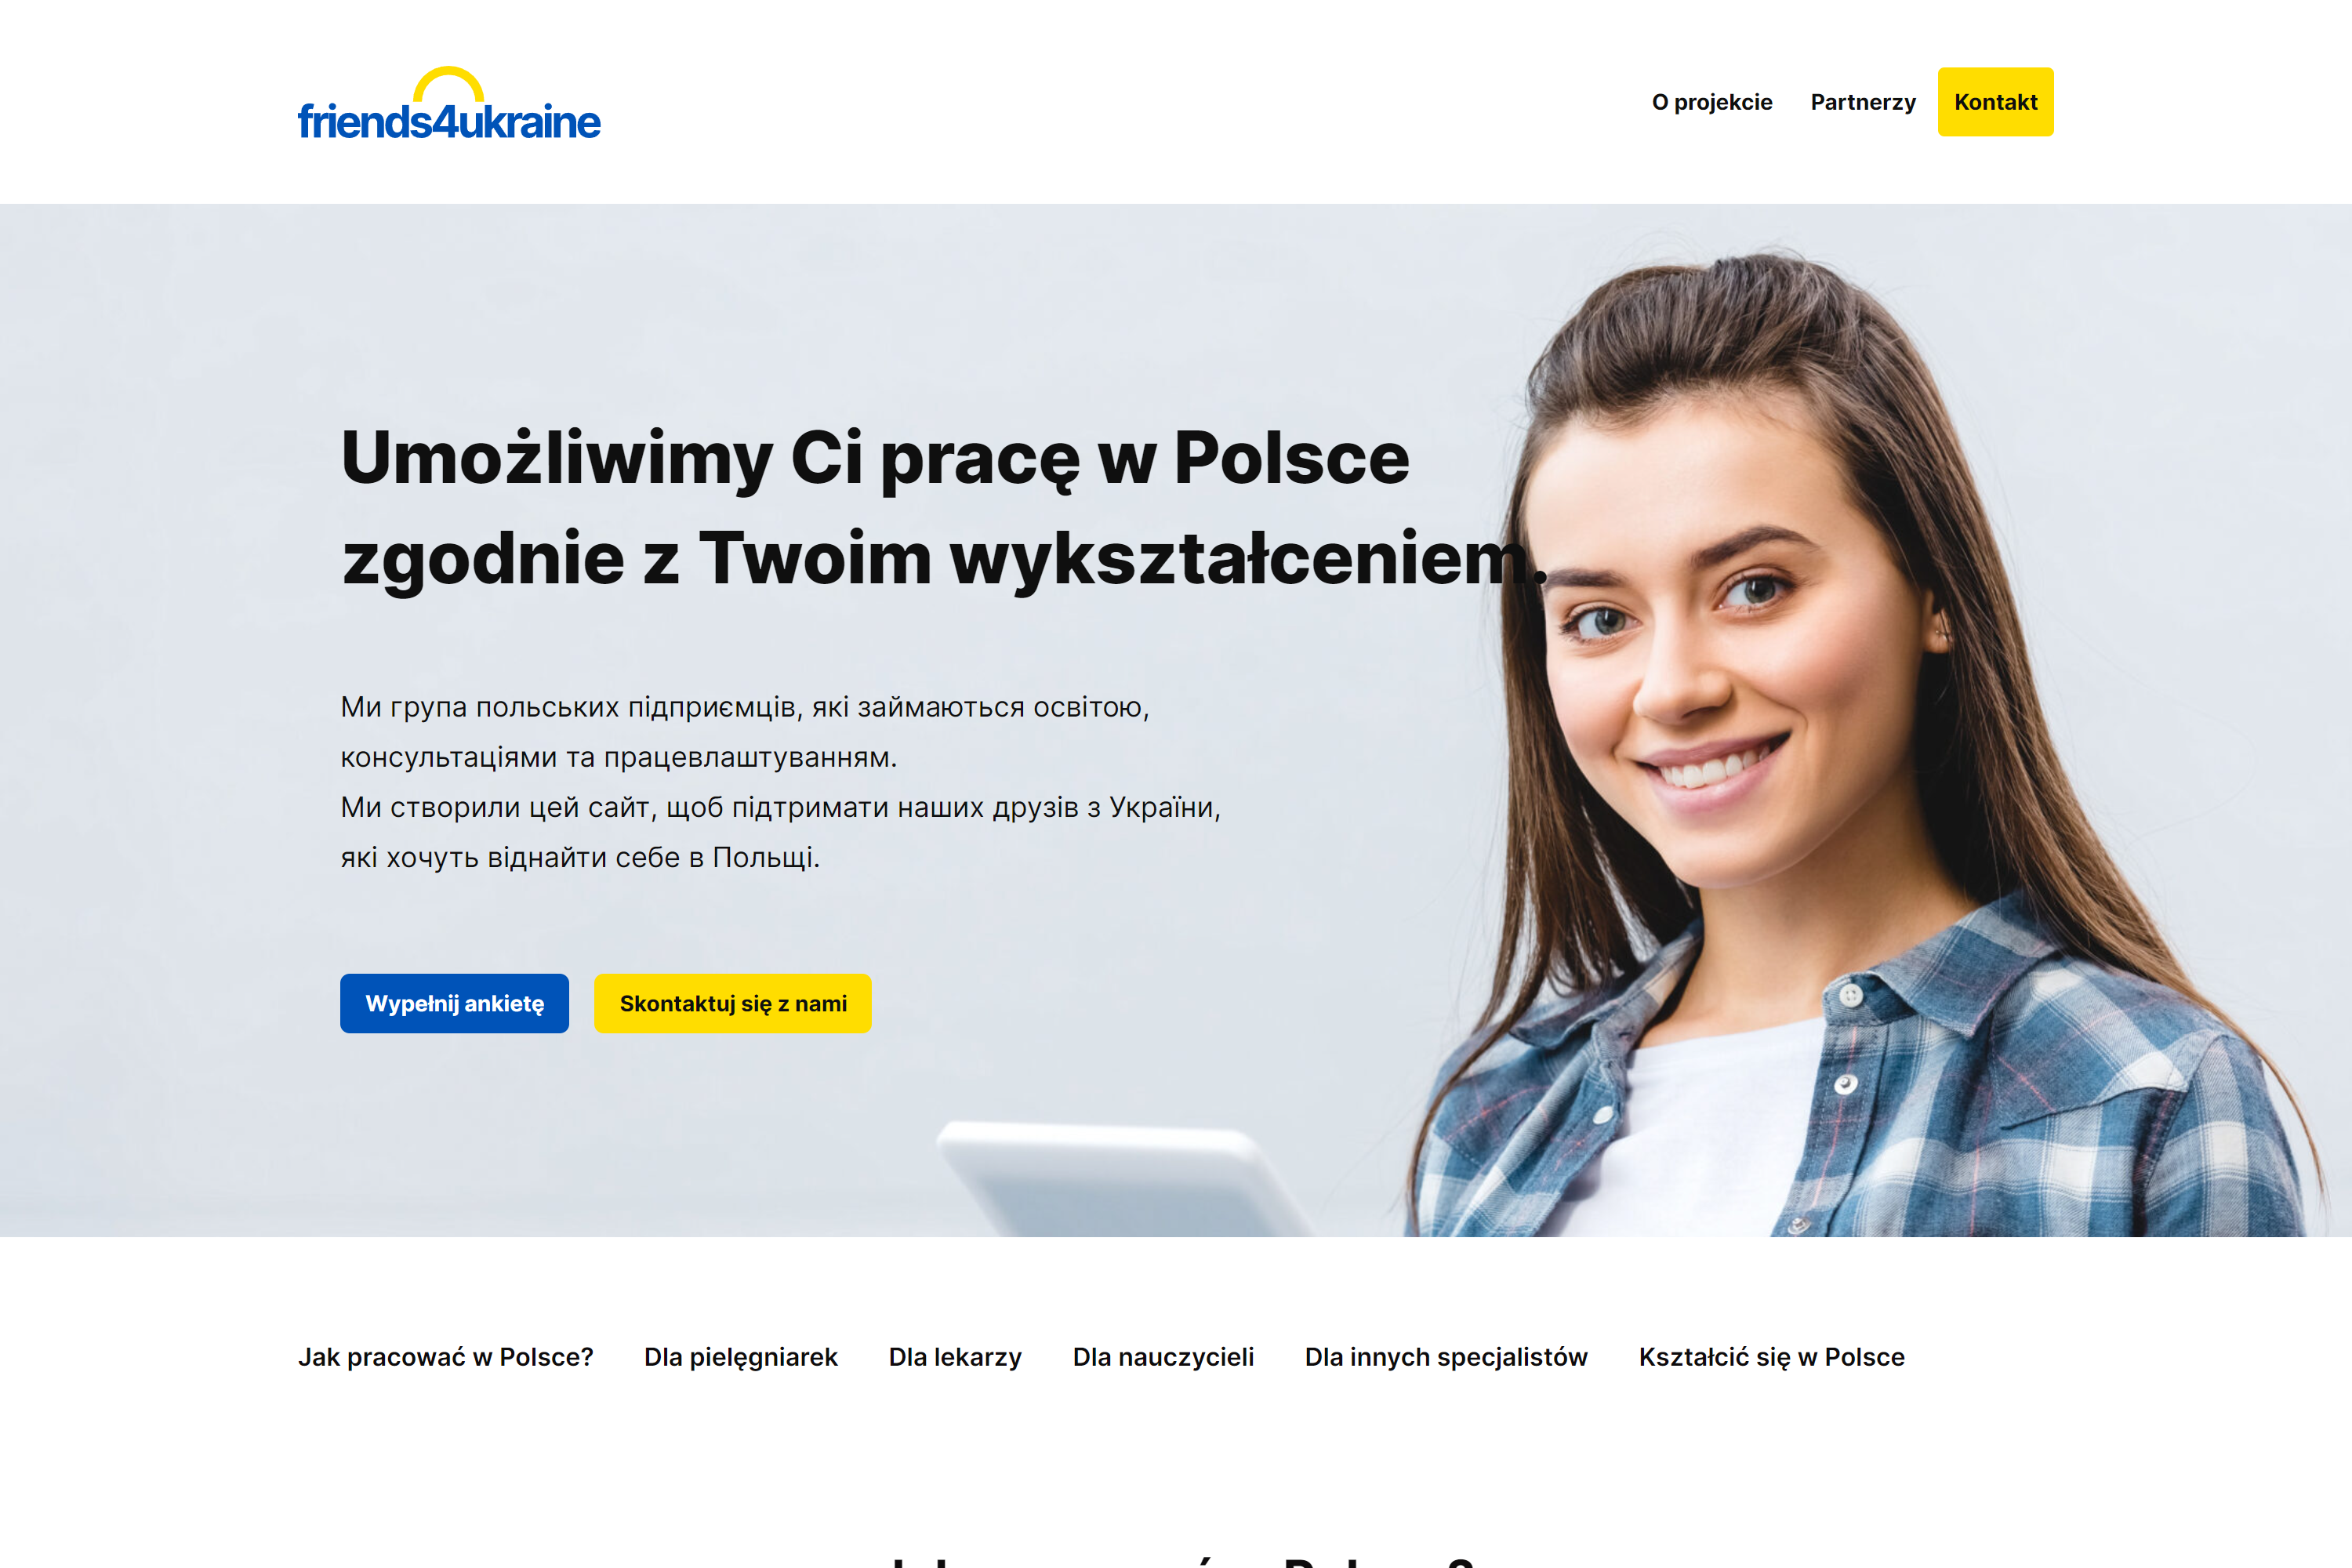 friends4ukraine
O projekcie
Partnerzy
Kontakt
Umożliwimy Ci pracę w Polsce
zgodnie z Twoim wykształceniem.
Ми група польських підприємців, які займаються освітою,
консультаціями та працевлаштуванням.
Ми створили цей сайт, щоб підтримати наших друзів з України,
які хочуть віднайти себе в Польщі.
Wypełnij ankietę
Skontaktuj się z nami
Jak pracować w Polsce?
Dla pielęgniarek
Dla lekarzy
Dla nauczycieli
Dla innych specjalistów
Kształcić się w Polsce